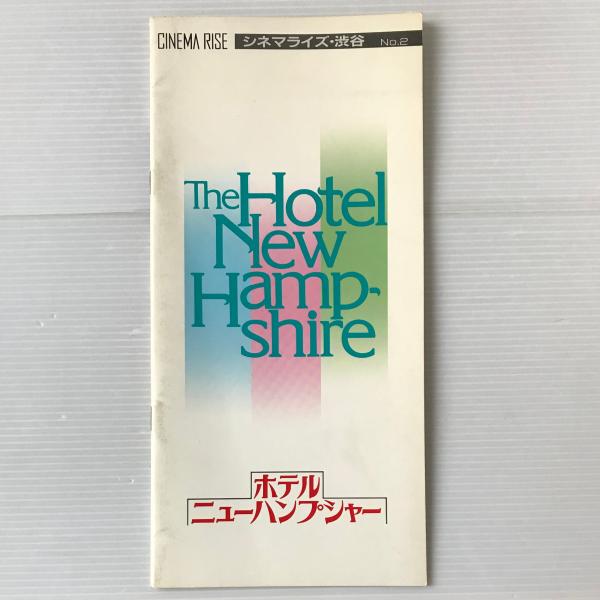 CINEMA RISE シネマライズ・渋谷 No.2
The Hotel
New
Hamp-
shire
ホテル
ニューハンプシャー